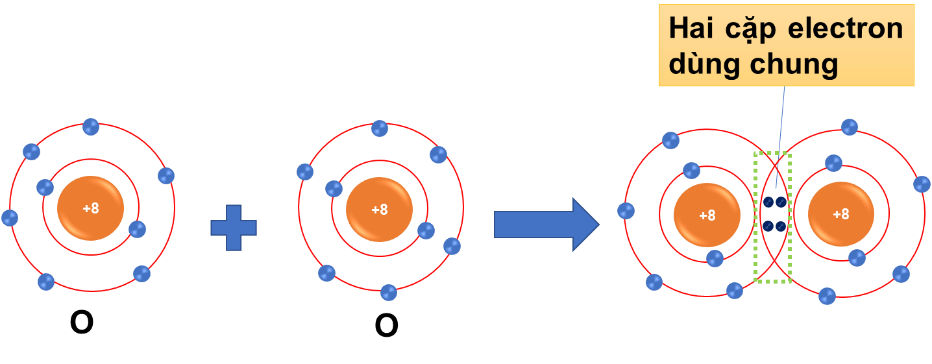 Hai cặp electron
dùng chung
+8
+8
+8
+8
O
O